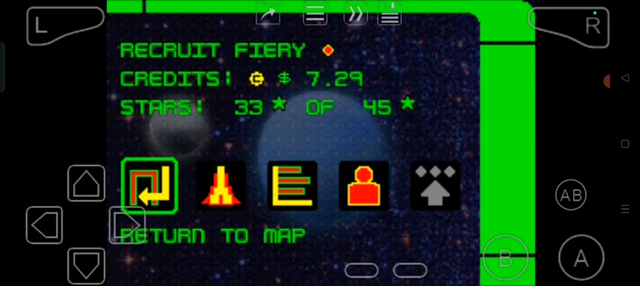 L
R
RECRUIT FIERY
CREDITS: $ 7.29
STARS: 33 OF 45
RETURN TO MAP
AB
B
A